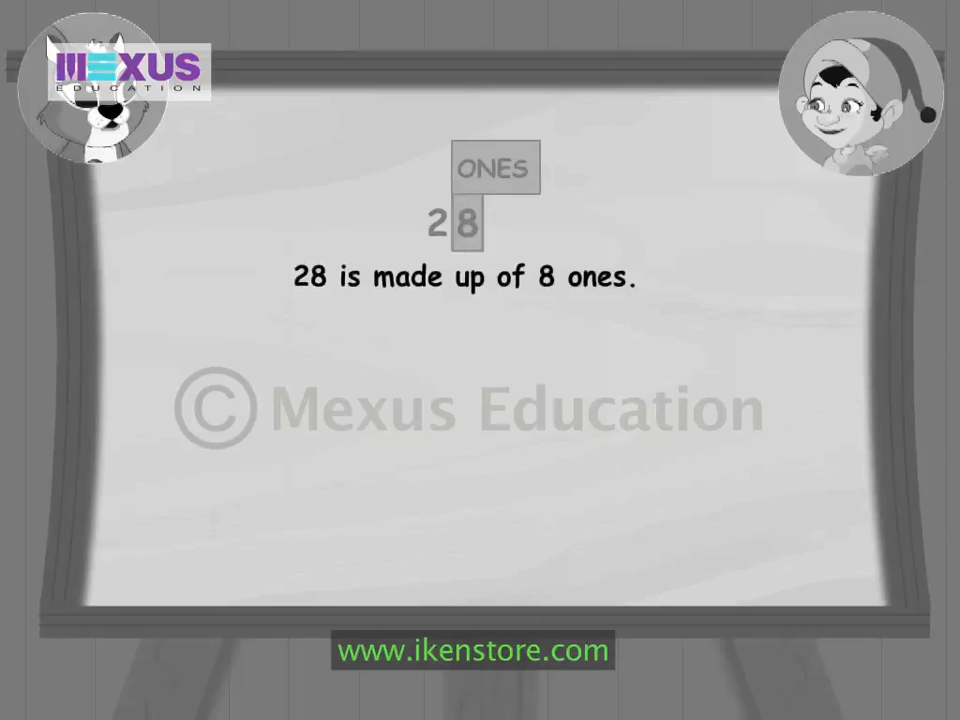 MEXUS
EDUCATION
ONES
28
28 is made up of 8 ones.
© Mexus Education
www.ikenstore.com